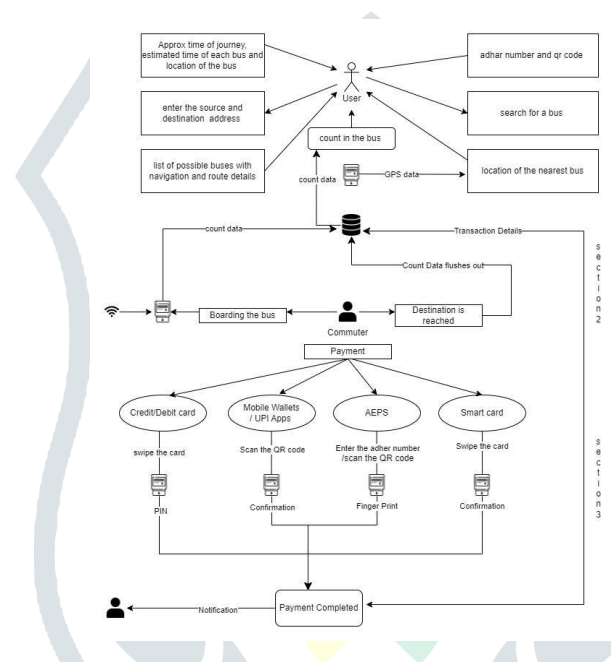 Approx time of journey,
estimated time of each bus and
location of the bus
adhar number and qr code
User
enter the source and
destination address
search for a bus
count in the bus
list of possible buses with
navigation and route details
count data
GPS data
location of the nearest bus
count data
Transaction Details
Count Data flushes out
section2
Boarding the bus
Destination is
reached
Commuter
Payment
Credit/Debit card
Mobile Wallets
/ UPI Apps
AEPS
Smart card
swipe the card
Scan the QR code
Enter the adher number
/scan the QR code
Swipe the card
section3
PIN
Confirmation
Finger Print
Confirmation
Notification
Payment Completed